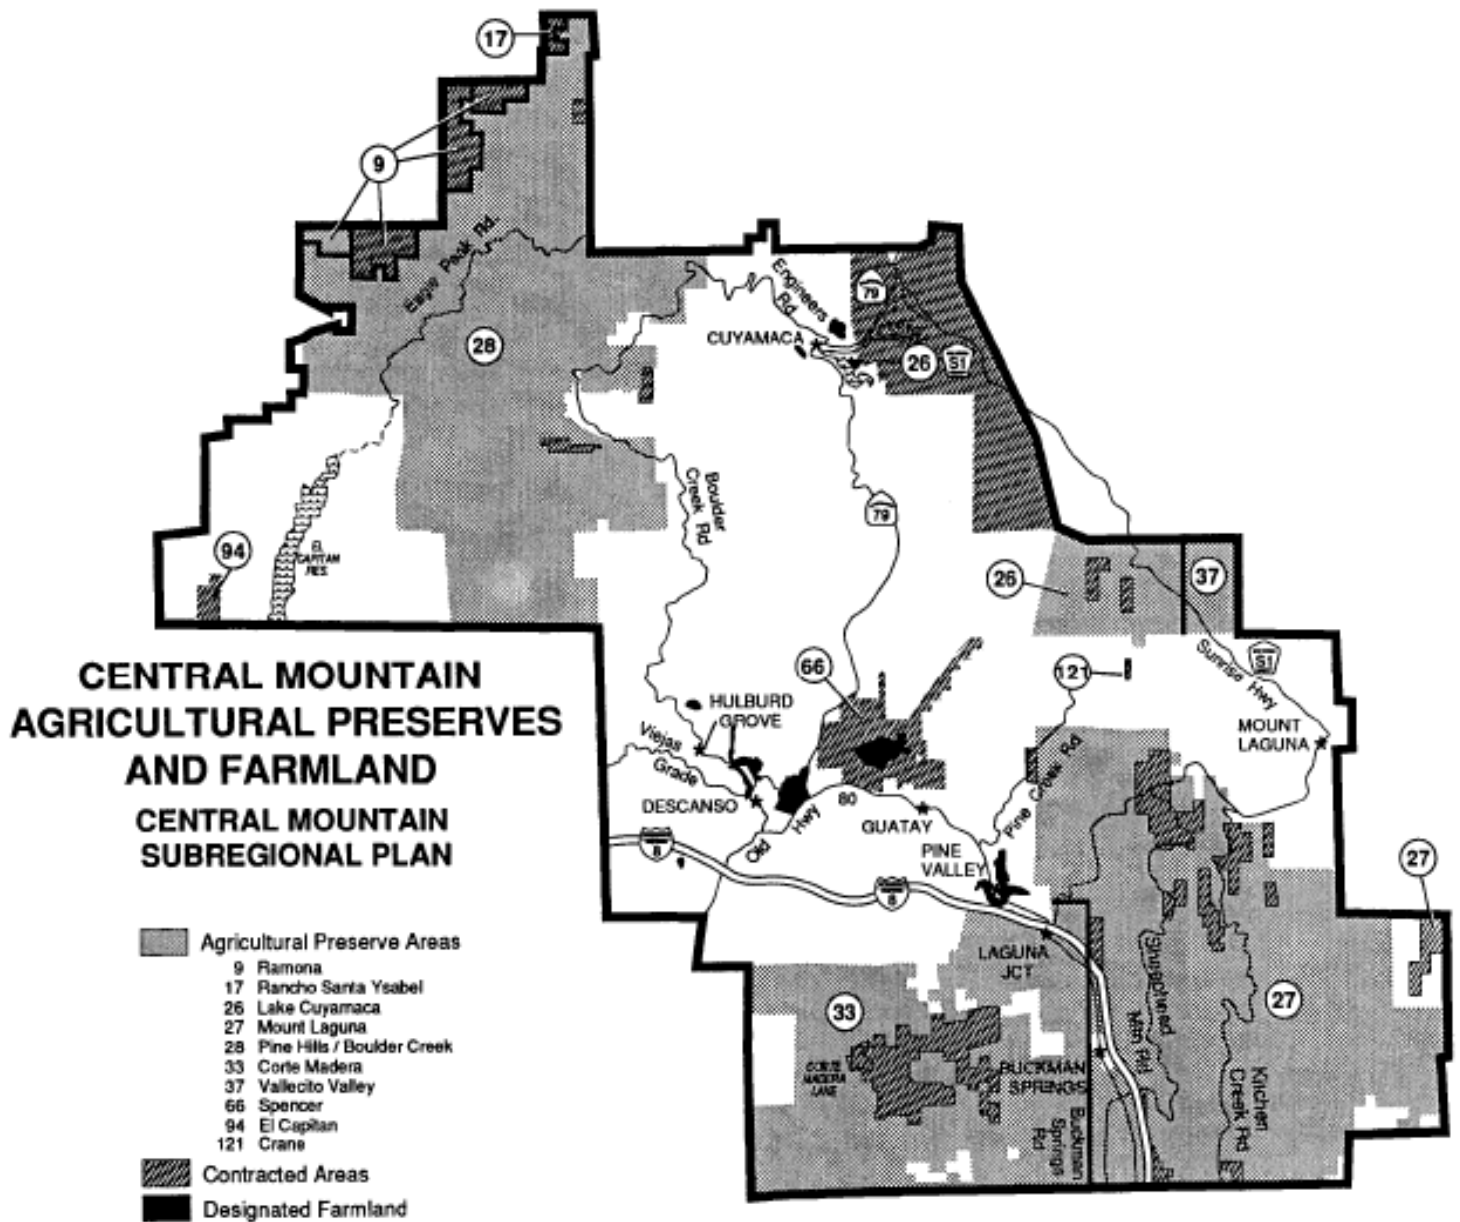 17
9
Eagle Peak Rd.
28
Engineers
Rd
79
CUYAMACA
26
S1
Boulder
Creek Rd
79
94
EL
CAPITAN
RES.
26
37
CENTRAL MOUNTAIN
AGRICULTURAL PRESERVES
AND FARMLAND
CENTRAL MOUNTAIN
SUBREGIONAL PLAN
66
121
S1
Sunrise Hwy
HULBURD
GROVE
MOUNT
LAGUNA
Viejas
Grade
DESCANSO
Old Hwy 80
GUATAY
Pine Creek Rd
PINE
VALLEY
8
8
27
LAGUNA
JCT
33
27
CORTE
MADERA
LANE
BUCKMAN
SPRINGS
Buckman
Springs
Rd
Mtn Rd
Kitchen
Creek Rd
Agricultural Preserve Areas
9 Ramona
17 Rancho Santa Ysabel
26 Lake Cuyamaca
27 Mount Laguna
28 Pine Hills / Boulder Creek
33 Corte Madera
37 Vallecito Valley
66 Spencer
94 El Capitan
121 Crane
Contracted Areas
Designated Farmland